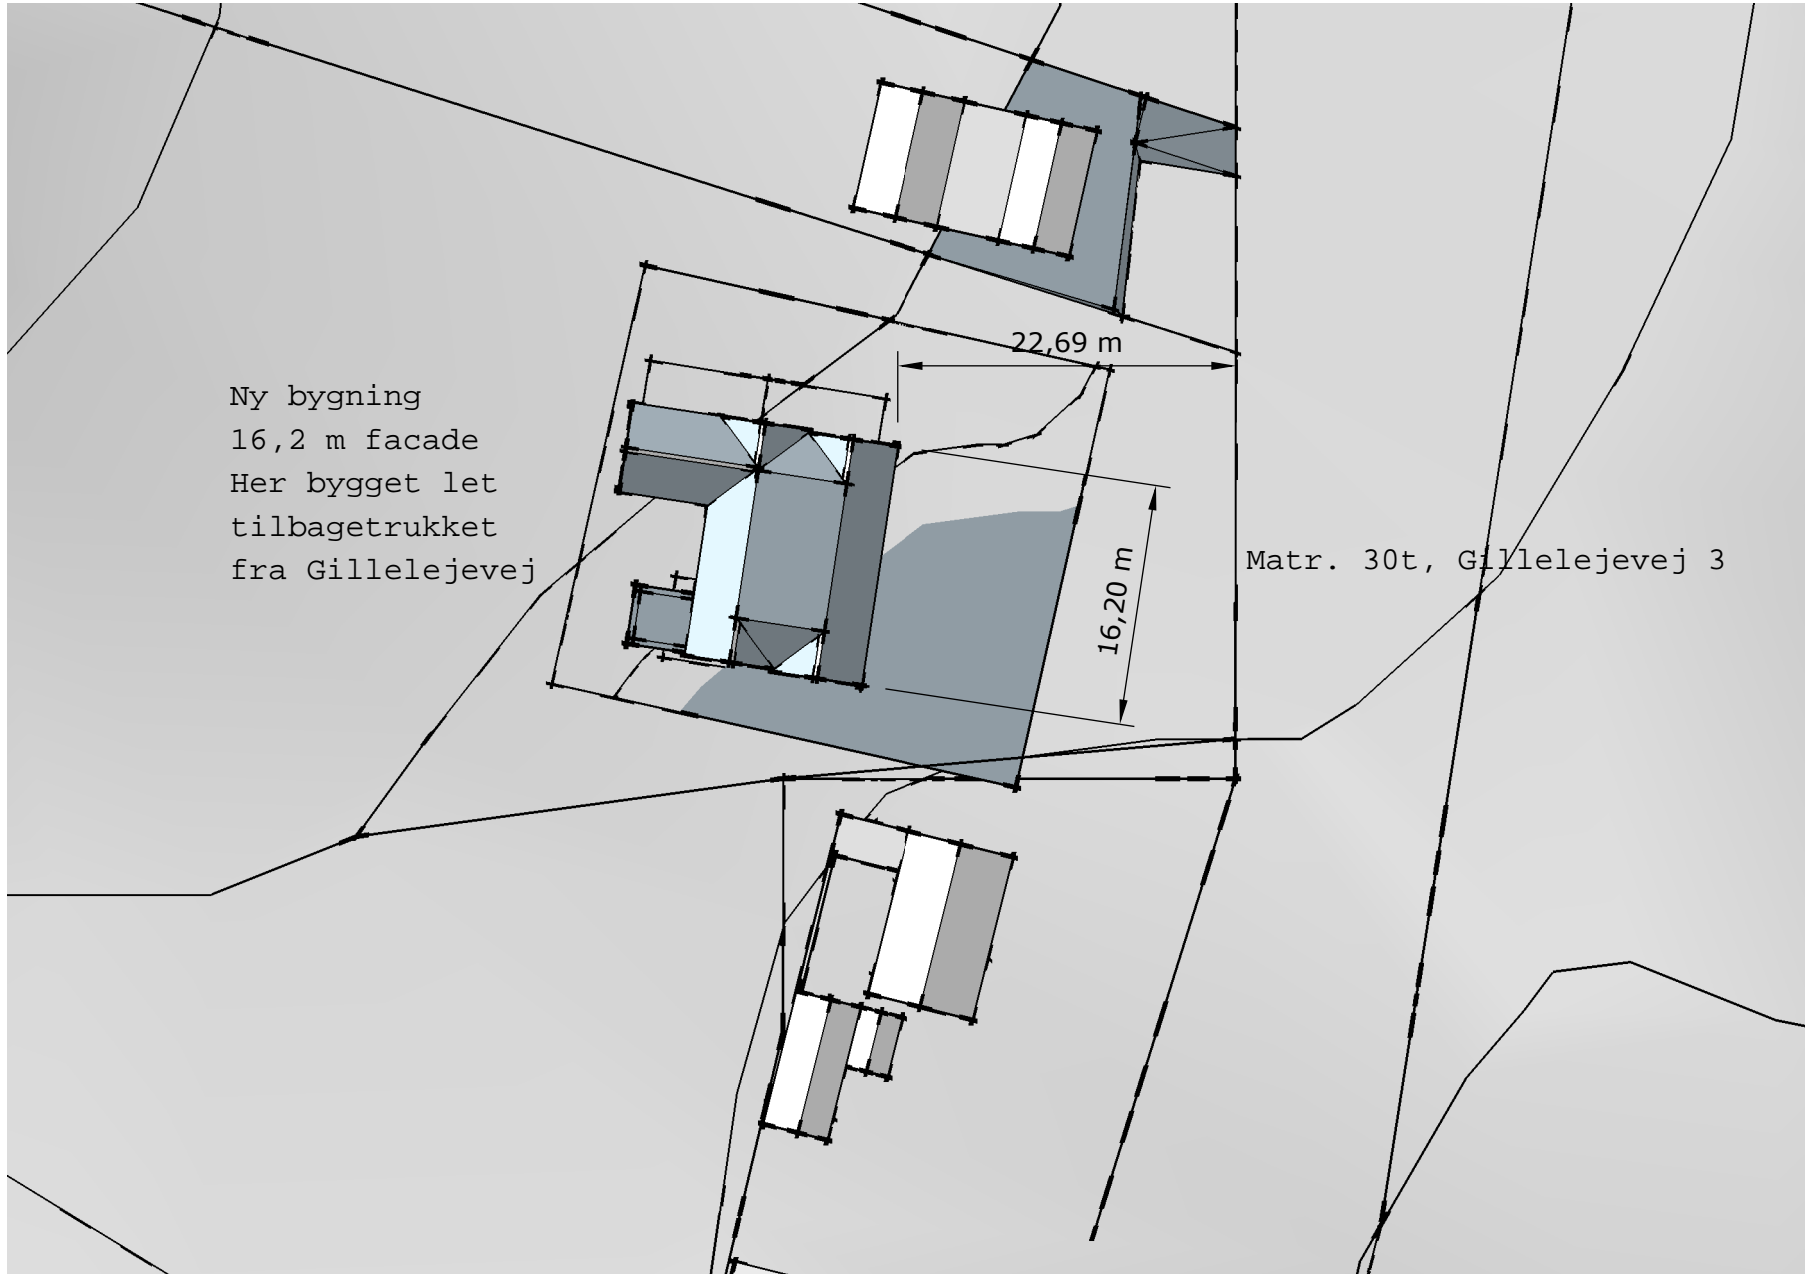 22,69 m
Ny bygning
16,2 m facade
Her bygget let
tilbagetrukket
fra Gillelejevej
16,20 m
Matr. 30t, Gillelejevej 3